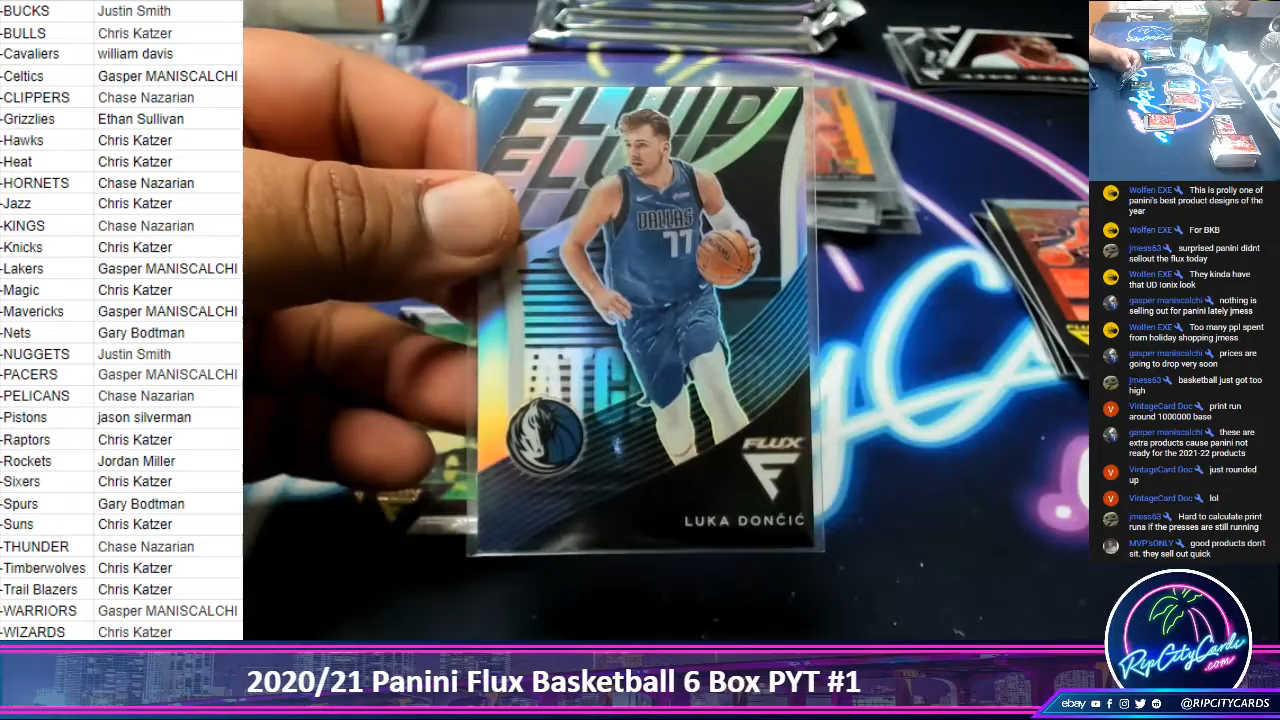 -BUCKS Justin Smith
-BULLS Chris Katzer
-Cavaliers william davis
-Celtics Gasper MANISCALCHI
-CLIPPERS Chase Nazarian
-Grizzlies Ethan Sullivan
-Hawks Chris Katzer
-Heat Chris Katzer
-HORNETS Chase Nazarian
-Jazz Chris Katzer
-KINGS Chase Nazarian
-Knicks Chris Katzer
-Lakers Gasper MANISCALCHI
-Magic Chris Katzer
-Mavericks Gasper MANISCALCHI
-Nets Gary Bodtman
-NUGGETS Justin Smith
-PACERS Gasper MANISCALCHI
-PELICANS Chase Nazarian
-Pistons jason silverman
-Raptors Chris Katzer
-Rockets Jordan Miller
-Sixers Chris Katzer
-Spurs Gary Bodtman
-Suns Chris Katzer
-THUNDER Chase Nazarian
-Timberwolves Chris Katzer
-Trail Blazers Chris Katzer
-WARRIORS Gasper MANISCALCHI
-WIZARDS Chris Katzer
DALLAS
77
FLUX
F
LUKA DONČIĆ
Wolfen EXE This is prolly one of
panini's best product designs of the
year
Wolfen EXE For BKB
jmess63 surprised panini didnt
sellout the flux today
Wolfen EXE They kinda have
that UD Ionix look
gasper maniscalchi nothing is
selling out for panini lately jmess
Wolfen EXE Too many ppl spent
from holiday shopping jmess
gasper maniscalchi prices are
going to drop very soon
jmess63 basketball just got too
high
V VintageCard Doc print run
around 1000000 base
gasper maniscalchi these are
extra products cause panini not
ready for the 2021-22 products
V VintageCard Doc just rounded
up
V VintageCard Doc lol
jmess63 Hard to calculate print
runs if the presses are still running
MVP'sONLY good products don't
sit. they sell out quick
RipCityCards
.com
2020/21 Panini Flux Basketball 6 Box PYT #1
ebay @RIPCITYCARDS